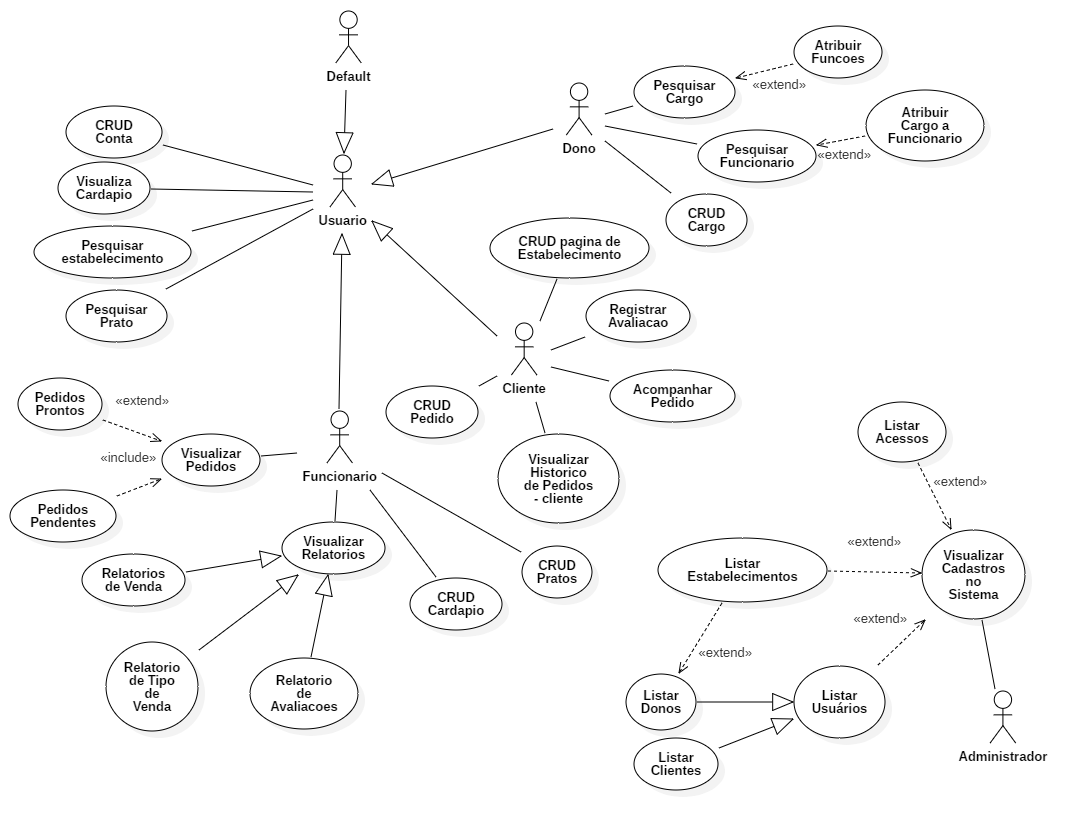 Default
Atribuir
Funcoes
Pesquisar
Cargo
«extend»
Atribuir
Cargo a
Funcionario
Dono
Pesquisar
Funcionario
«extend»
CRUD
Cargo
CRUD
Conta
Visualiza
Cardapio
Usuario
Pesquisar
estabelecimento
Pesquisar
Prato
CRUD pagina de
Estabelecimento
Registrar
Avaliacao
Cliente
Acompanhar
Pedido
CRUD
Pedido
Visualizar
Historico
de Pedidos
- cliente
Pedidos
Prontos
«extend»
Visualizar
Pedidos
«include»
Pedidos
Pendentes
Funcionario
Visualizar
Relatorios
Relatorios
de Venda
CRUD
Pratos
CRUD
Cardapio
Relatorio
de Tipo
de
Venda
Relatorio
de
Avaliacoes
Listar
Acessos
«extend»
«extend»
Listar
Estabelecimentos
Visualizar
Cadastros
no
Sistema
«extend»
«extend»
Listar
Donos
Listar
Usuários
Listar
Clientes
Administrador